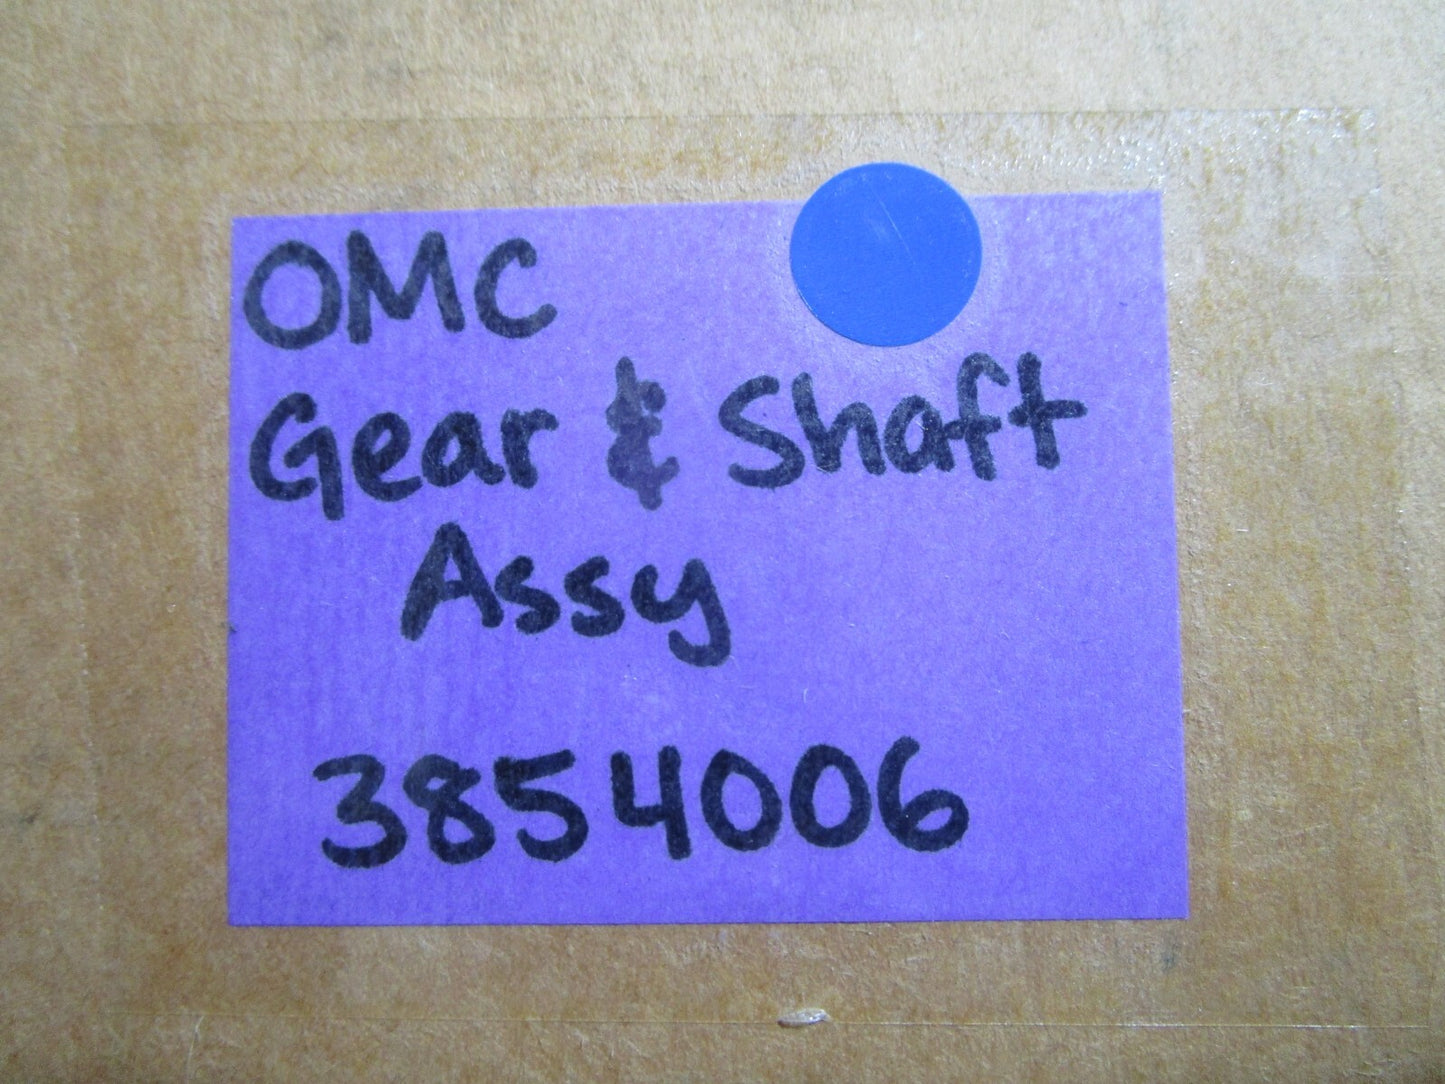 OMC
Gear & Shaft
Assy
3854006